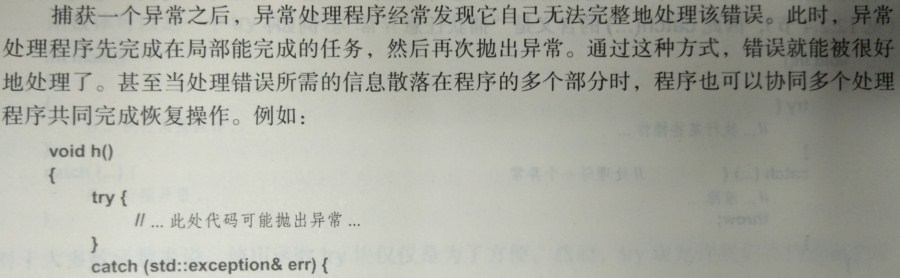 捕获一个异常之后，异常处理程序经常发现它自己无法完整地处理该错误。此时，异常
处理程序先完成在局部能完成的任务，然后再次抛出异常。通过这种方式，错误就能被很好
地处理了。甚至当处理错误所需的信息散落在程序的多个部分时，程序也可以协同多个处理
程序共同完成恢复操作。例如：
void h()
{
try {
// ... 此处代码可能抛出异常 ...
}
catch (std::exception& err) {